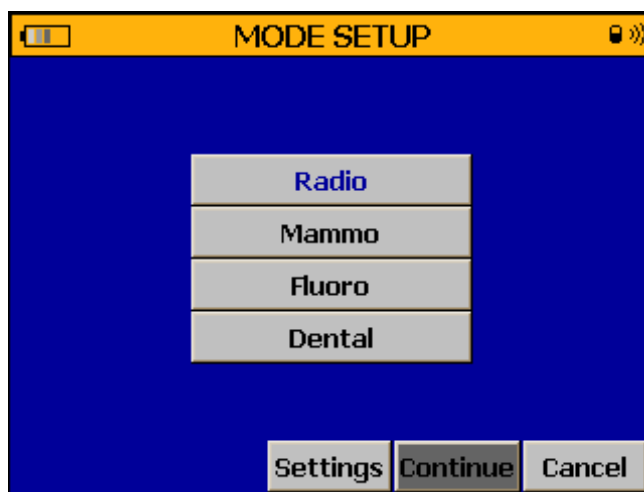 MODE SETUP
Radio
Mammo
Fluoro
Dental
Settings Continue Cancel